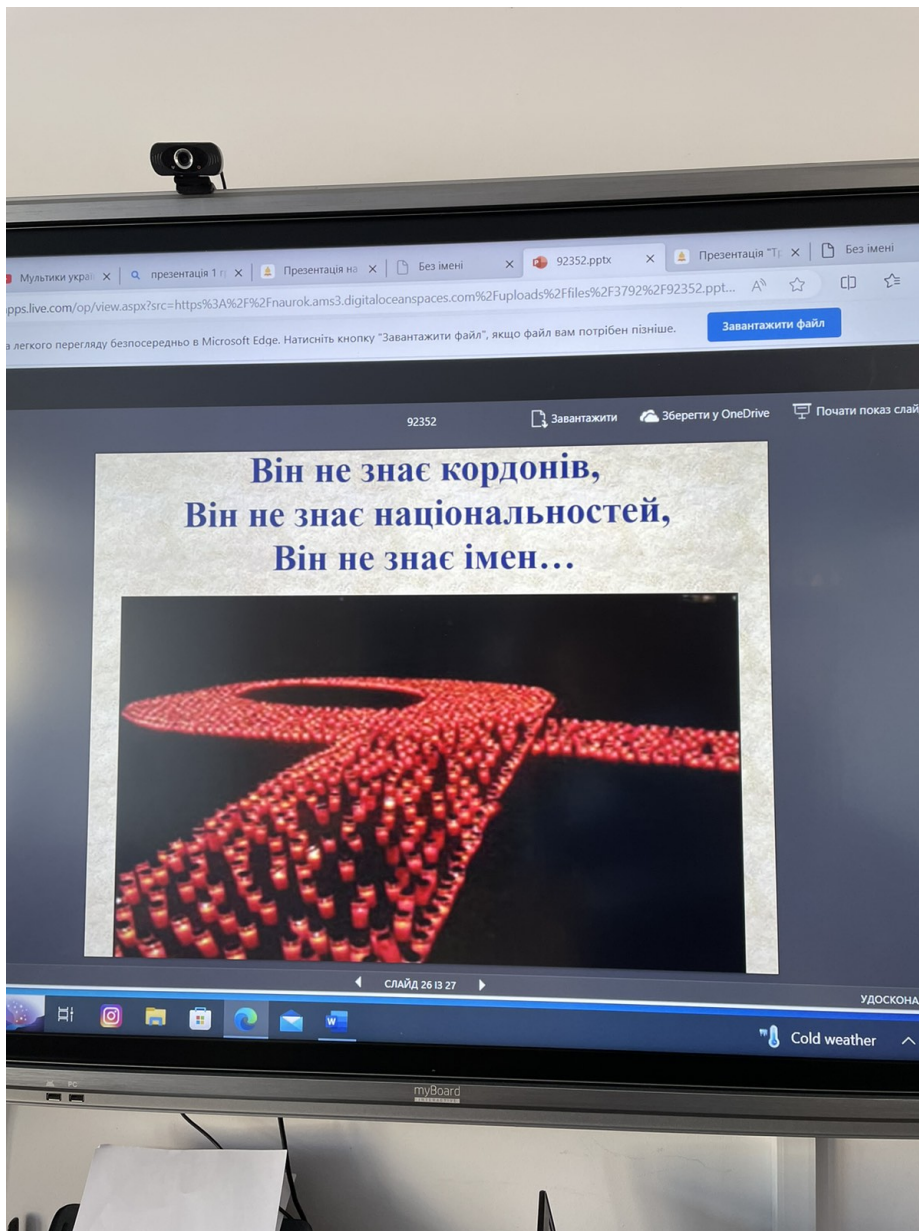 Мультики украї
презентація 1 г
Презентація на
Без імені
92352.pptx
Презентація "Тр
Без імені
apps.live.com/op/view.aspx?src=https%3A%2F%2Fnaurok.ams3.digitaloceanspaces.com%2Fuploads%2Ffiles%2F3792%2F92352.ppt...
а легкого перегляду безпосередньо в Microsoft Edge. Натисніть кнопку "Завантажити файл", якщо файл вам потрібен пізніше.
Завантажити файл
92352
Завантажити
Зберегти у OneDrive
Почати показ слай
Він не знає кордонів,
Він не знає національностей,
Він не знає імен...
СЛАЙД 26 ІЗ 27
УДОСКОНА
Cold weather
PC
myBoard